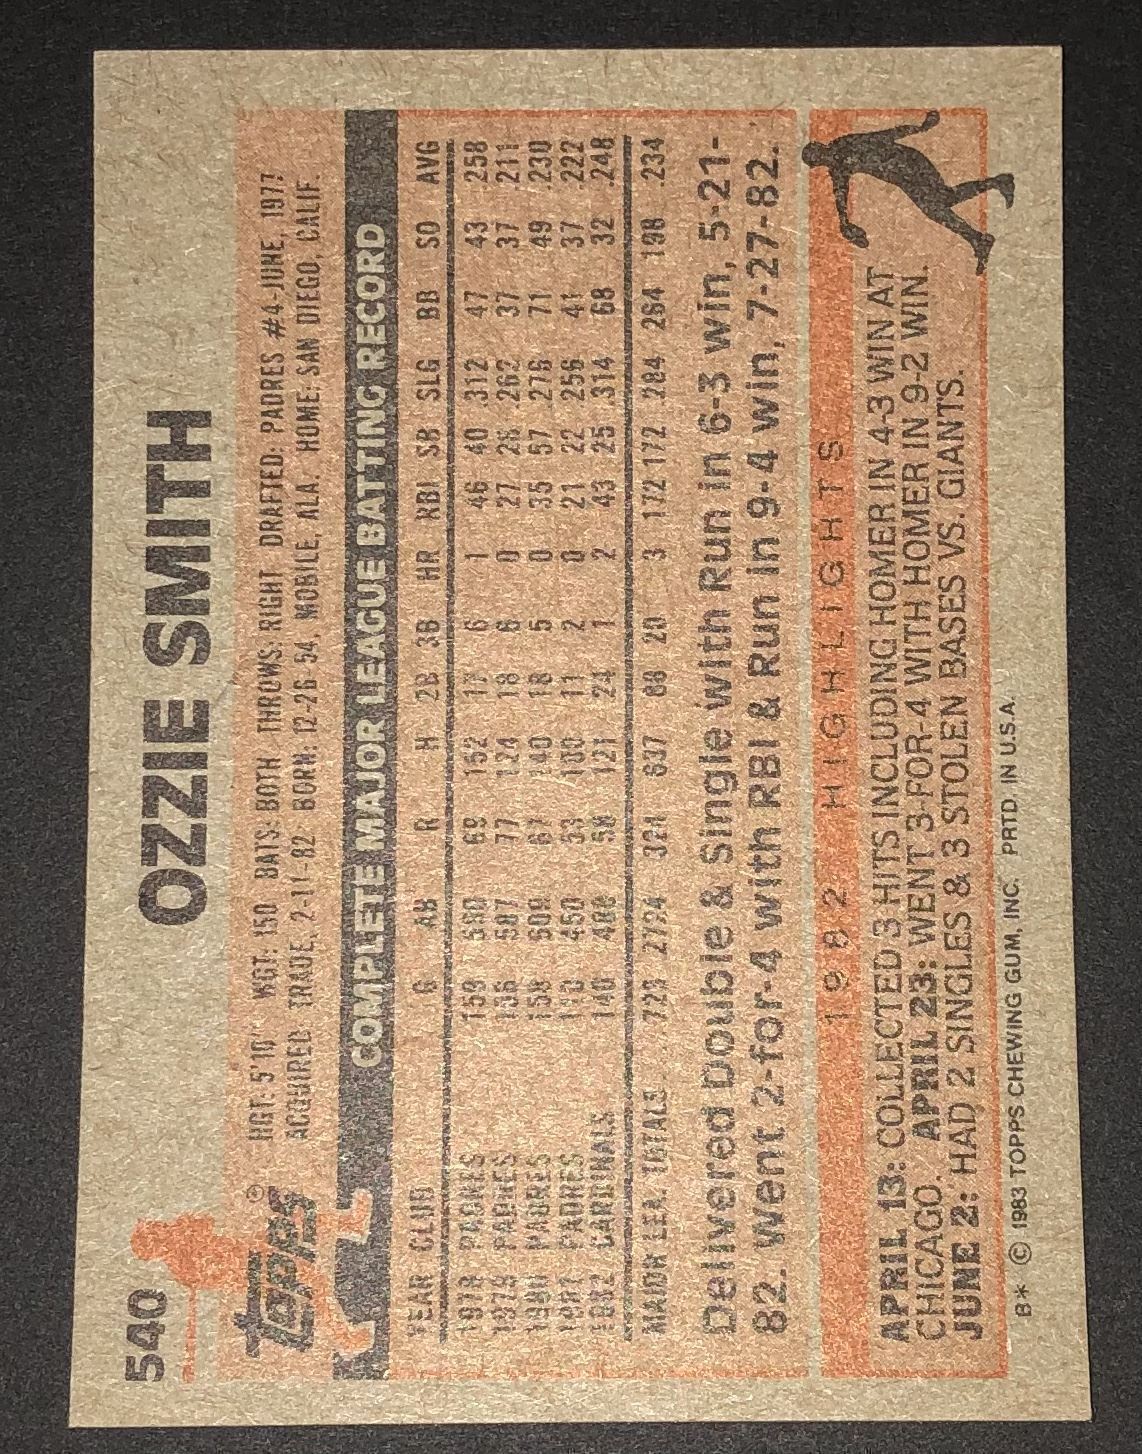 540 OZZIE SMITH
Topps®
HGT: 5'10" WGT: 150 BATS: BOTH THROWS: RIGHT DRAFTED: PADRES #4-JUNE, 1977
ACQUIRED: TRADE, 2-11-82 BORN: 12-26-54, MOBILE, ALA. HOME: SAN DIEGO, CALIF.
COMPLETE MAJOR LEAGUE BATTING RECORD
YEAR CLUB G AB R H 2B 3B HR RBI SB SLG BB SO AVG
1978 PADRES 159 590 69 152 17 6 1 46 40 .312 47 43 .258
1979 PADRES 156 587 77 124 18 6 0 27 28 .262 37 37 .211
1980 PADRES 158 609 67 140 18 5 0 35 57 .276 71 49 .230
1981 PADRES 110 450 33 100 11 2 0 21 22 .256 41 37 .222
1982 CARDINALS 140 488 58 121 24 1 2 43 25 .314 68 32 .248
MAJOR LEA. TOTALS 723 2724 321 637 88 20 3 172 172 .284 264 198 .234
Delivered Double & Single with Run in 6-3 win, 5-21-
82. Went 2-for-4 with RBI & Run in 9-4 win, 7-27-82.
1982 HIGHLIGHTS
APRIL 13: COLLECTED 3 HITS INCLUDING HOMER IN 4-3 WIN AT
CHICAGO. APRIL 23: WENT 3-FOR-4 WITH HOMER IN 9-2 WIN.
JUNE 2: HAD 2 SINGLES & 3 STOLEN BASES VS. GIANTS.
B* © 1983 TOPPS CHEWING GUM, INC. PRTD. IN U.S.A.